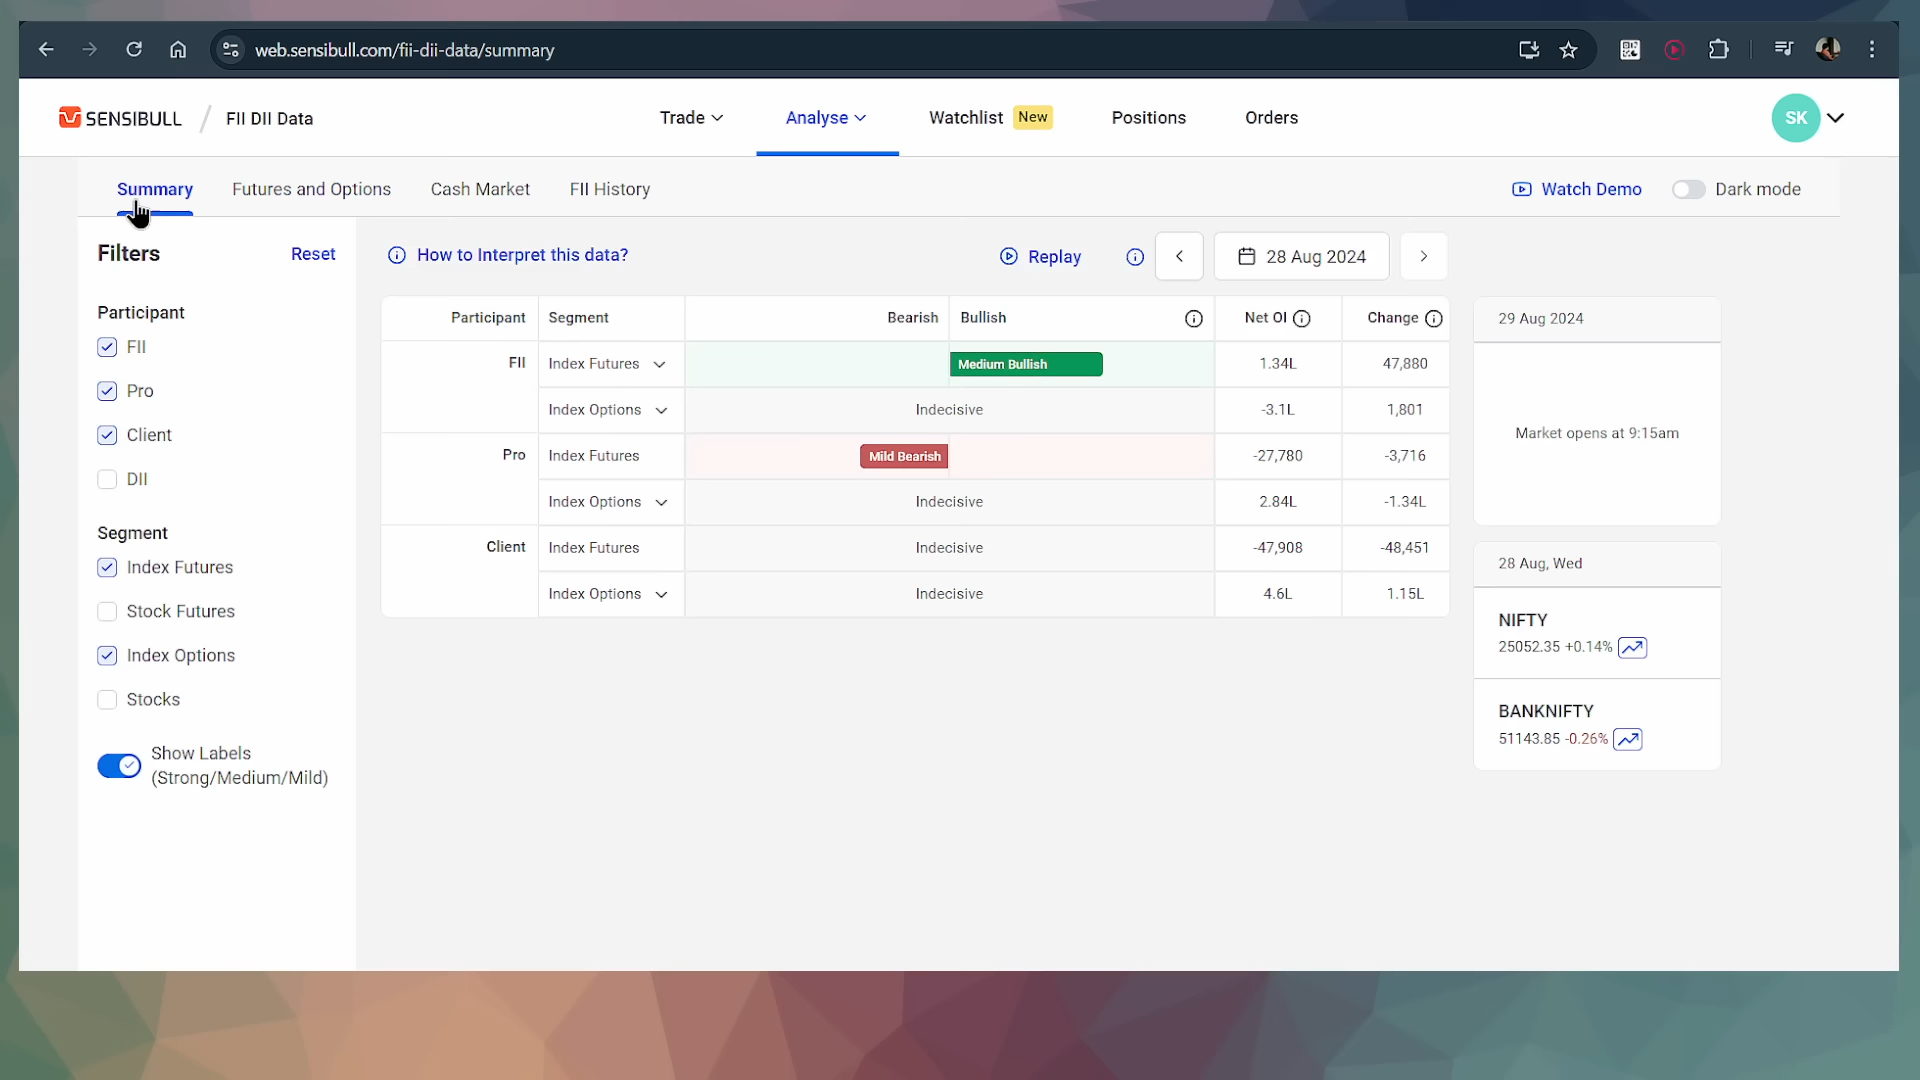 web.sensibull.com/fii-dii-data/summary
SENSIBULL / FII DII Data
Trade
Analyse
Watchlist New
Positions
Orders
SK
Summary
Futures and Options
Cash Market
FII History
Watch Demo
Dark mode
Filters
Reset
Participant
FII
Pro
Client
DII
Segment
Index Futures
Stock Futures
Index Options
Stocks
Show Labels
(Strong/Medium/Mild)
How to Interpret this data?
Replay
28 Aug 2024
Participant Segment Bearish Bullish Net OI Change
FII Index Futures Medium Bullish 1.34L 47,880
Index Options Indecisive -3.1L 1,801
Pro Index Futures Mild Bearish -27,780 -3,716
Index Options Indecisive 2.84L -1.34L
Client Index Futures Indecisive -47,908 -48,451
Index Options Indecisive 4.6L 1.15L
29 Aug 2024
Market opens at 9:15am
28 Aug, Wed
NIFTY
25052.35 +0.14%
BANKNIFTY
51143.85 -0.26%